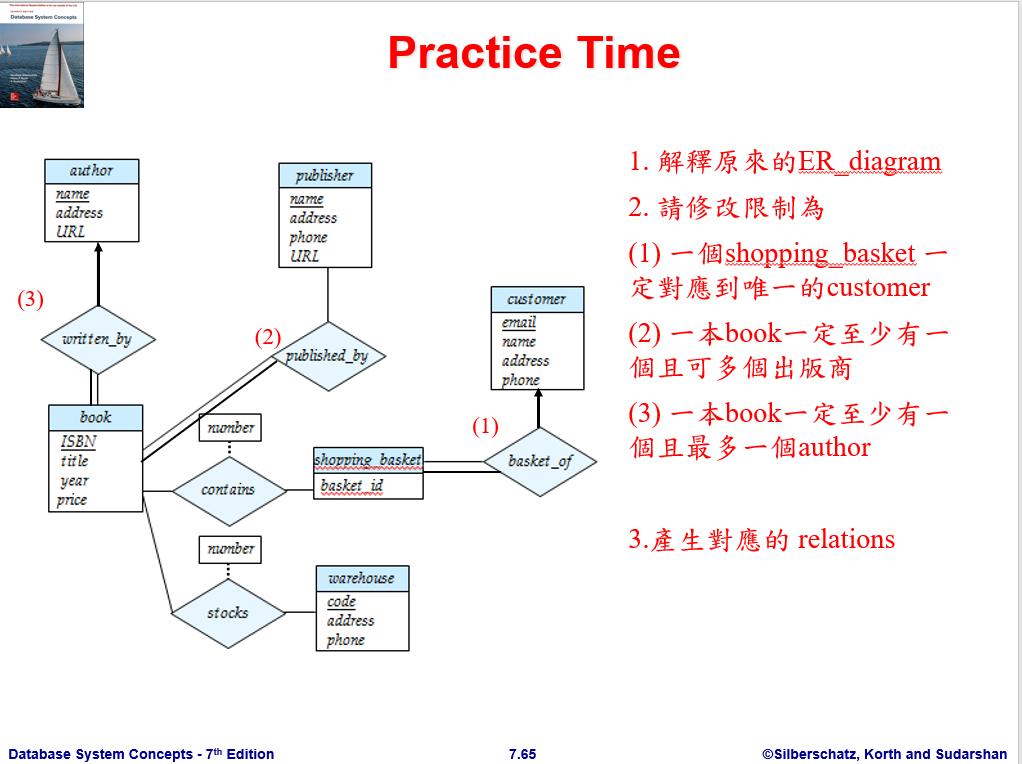 Database System Concepts
Practice Time
author
name
address
URL
publisher
name
address
phone
URL
customer
email
name
address
phone
(3)
written_by
(2)
published_by
(1)
basket_of
book
ISBN
title
year
price
number
contains
shopping_basket
basket_id
number
stocks
warehouse
code
address
phone
1. 解釋原來的ER_diagram
2. 請修改限制為
(1) 一個shopping_basket 一
定對應到唯一的customer
(2) 一本book一定至少有一
個且可多個出版商
(3) 一本book一定至少有一
個且最多一個author
3.產生對應的 relations
Database System Concepts - 7th Edition
7.65
©Silberschatz, Korth and Sudarshan